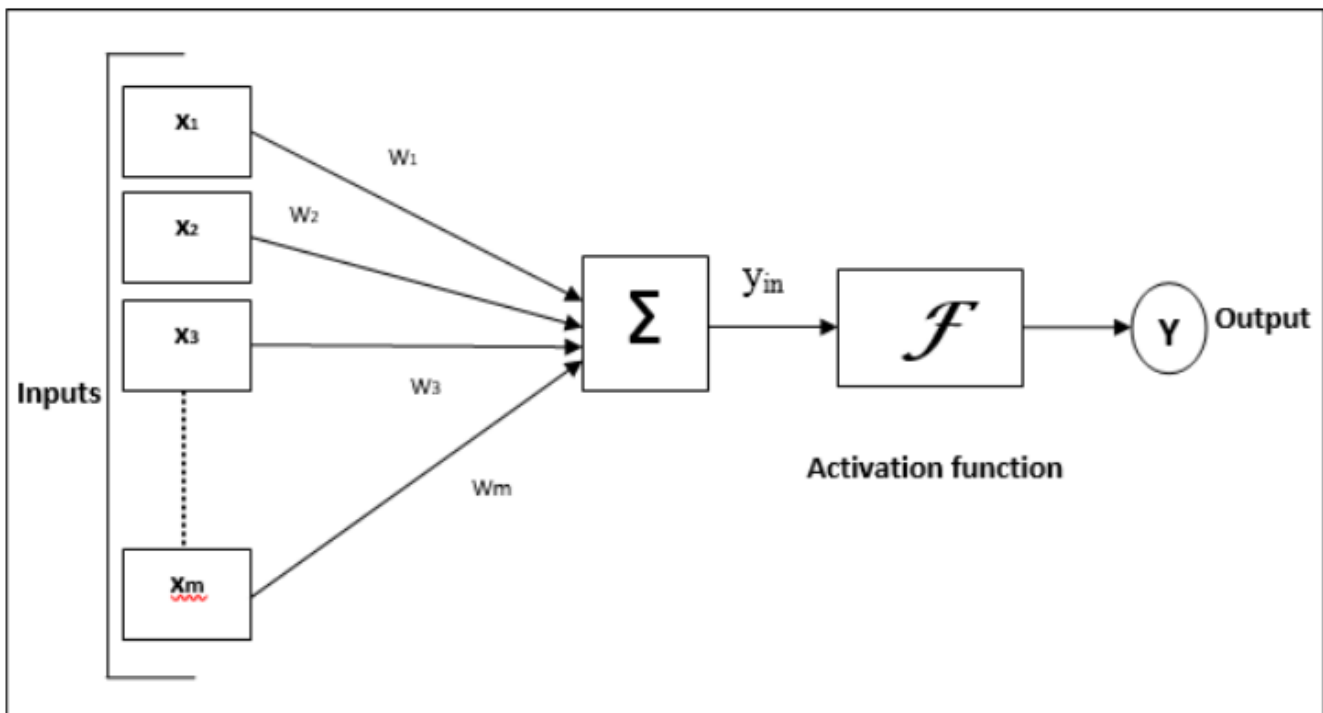 x1
W1
W2
x2
x3
Inputs
W3
Wm
xm
Σ
yin
ℱ
Activation function
Y
Output